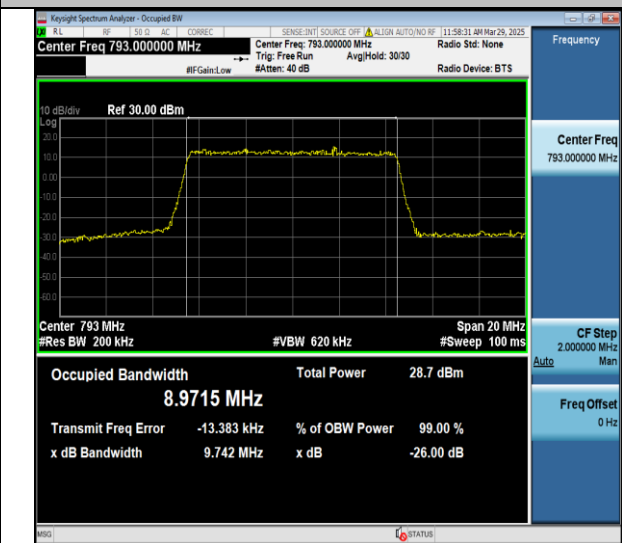 Keysight Spectrum Analyzer - Occupied BW
RL RF 50 Ω AC CORREC SENSE:INT SOURCE OFF ALIGN AUTO/NO RF 11:58:31 AM Mar 29, 2025
Center Freq 793.000000 MHz
Center Freq: 793.000000 MHz Radio Std: None
Trig: Free Run Avg|Hold: 30/30
#IFGain:Low #Atten: 40 dB Radio Device: BTS
Frequency
10 dB/div Ref 30.00 dBm
Log
20.0
10.0
0.00
-10.0
-20.0
-30.0
-40.0
-50.0
-60.0
Center 793 MHz Span 20 MHz
#Res BW 200 kHz #VBW 620 kHz #Sweep 100 ms
Occupied Bandwidth Total Power 28.7 dBm
8.9715 MHz
Transmit Freq Error -13.383 kHz % of OBW Power 99.00 %
x dB Bandwidth 9.742 MHz x dB -26.00 dB
Center Freq
793.000000 MHz
CF Step
2.000000 MHz
Auto Man
Freq Offset
0 Hz
MSG STATUS